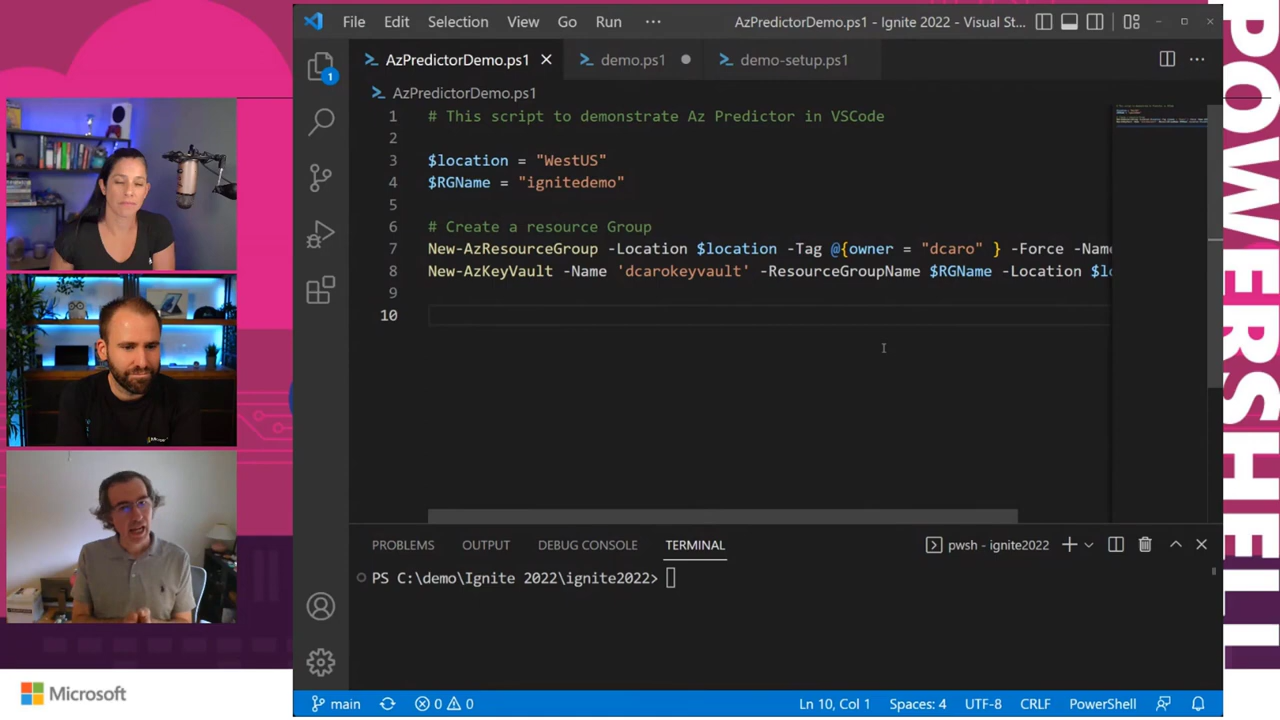 File Edit Selection View Go Run ··· AzPredictorDemo.ps1 - Ignite 2022 - Visual St...
AzPredictorDemo.ps1 demo.ps1 demo-setup.ps1
1
AzPredictorDemo.ps1
1 # This script to demonstrate Az Predictor in VSCode
2
3 $location = "WestUS"
4 $RGName = "ignitedemo"
5
6 # Create a resource Group
7 New-AzResourceGroup -Location $location -Tag @{owner = "dcaro" } -Force -Name
8 New-AzKeyVault -Name 'dcarokeyvault' -ResourceGroupName $RGName -Location $lo
9
10
PROBLEMS OUTPUT DEBUG CONSOLE TERMINAL pwsh - ignite2022
PS C:\demo\Ignite 2022\ignite2022>
main 0 0 Ln 10, Col 1 Spaces: 4 UTF-8 CRLF PowerShell
Microsoft
POWERSHELL